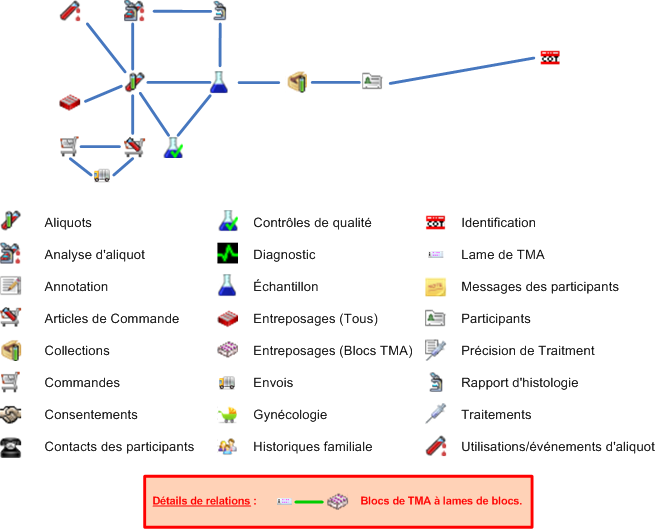 Aliquots
Contrôles de qualité
Identification
Analyse d'aliquot
Diagnostic
Lame de TMA
Annotation
Échantillon
Messages des participants
Articles de Commande
Entreposages (Tous)
Participants
Collections
Entreposages (Blocs TMA)
Précision de Traitment
Commandes
Envois
Rapport d'histologie
Consentements
Gynécologie
Traitements
Contacts des participants
Historiques familiale
Utilisations/événements d'aliquot
Détails de relations :
Blocs de TMA à lames de blocs.